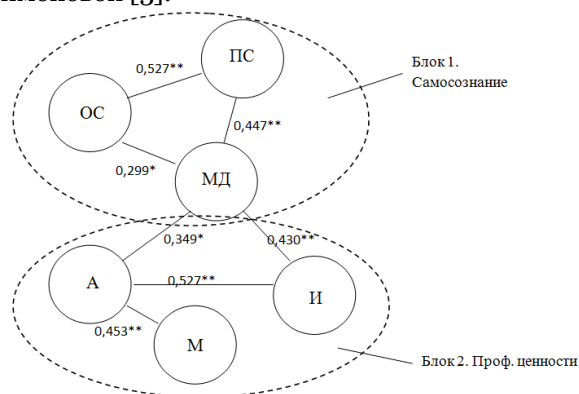 ПС
Блок 1.
Самосознание
0,527**
ОС
0,447**
0,299*
МД
0,349*
0,430**
А
0,527**
И
0,453**
М
Блок 2. Проф. ценности